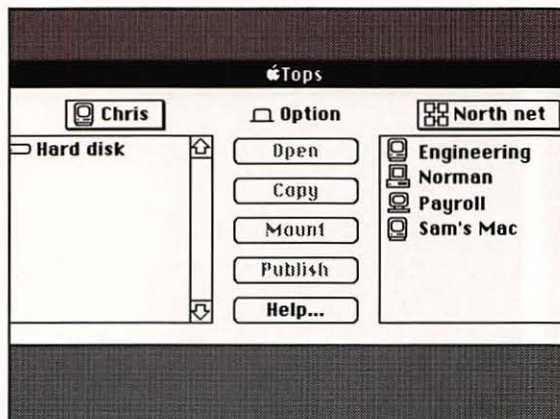 Tops
Chris
Option
North net
Hard disk
Open
Copy
Mount
Publish
Help...
Engineering
Norman
Payroll
Sam's Mac